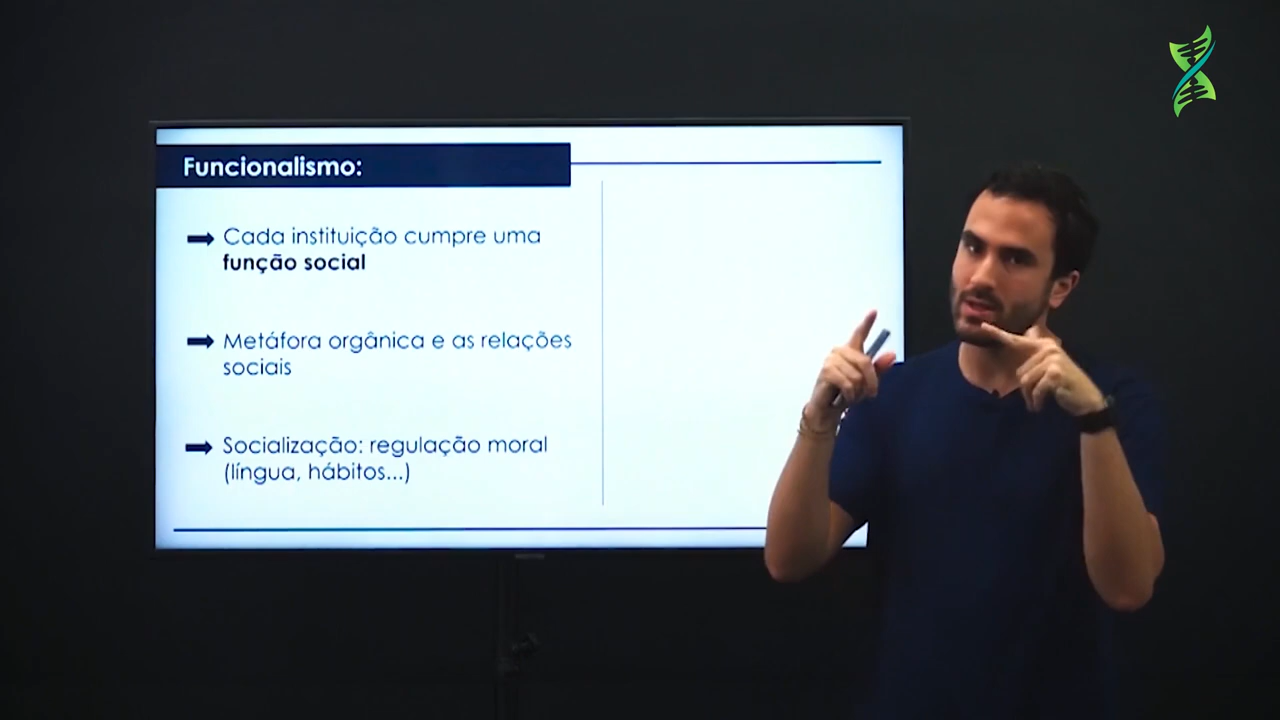 Funcionalismo:
Cada instituição cumpre uma
função social
Metáfora orgânica e as relações
sociais
Socialização: regulação moral
(língua, hábitos...)